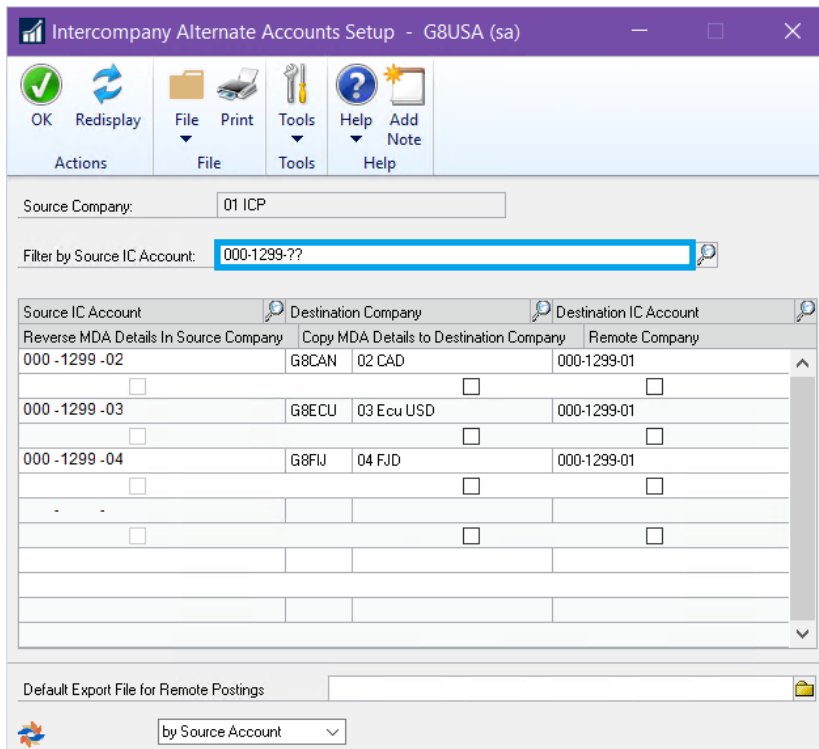 Intercompany Alternate Accounts Setup - G8USA (sa)
OK Redisplay File Print Tools Help Add Note
Actions File Tools Help
Source Company: 01 ICP
Filter by Source IC Account: 000-1299-??
Source IC Account Destination Company Destination IC Account
Reverse MDA Details In Source Company Copy MDA Details to Destination Company Remote Company
000 -1299 -02 G8CAN 02 CAD 000-1299-01
000 -1299 -03 G8ECU 03 Ecu USD 000-1299-01
000 -1299 -04 G8FIJ 04 FJD 000-1299-01
- -
Default Export File for Remote Postings
by Source Account